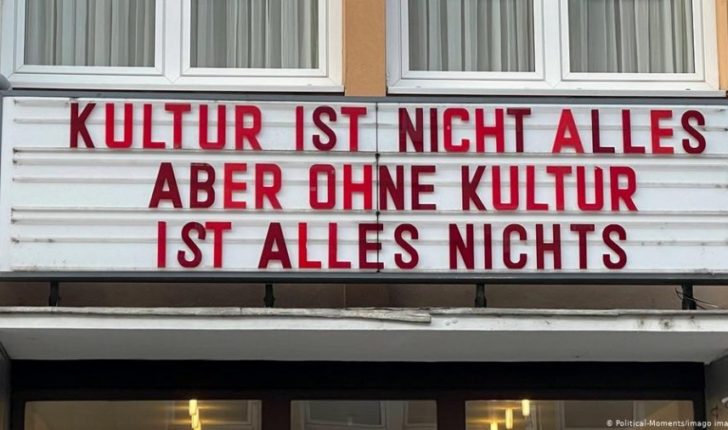 KULTUR IST NICHT ALLES
ABER OHNE KULTUR
IST ALLES NICHTS
© Political-Moments/imago